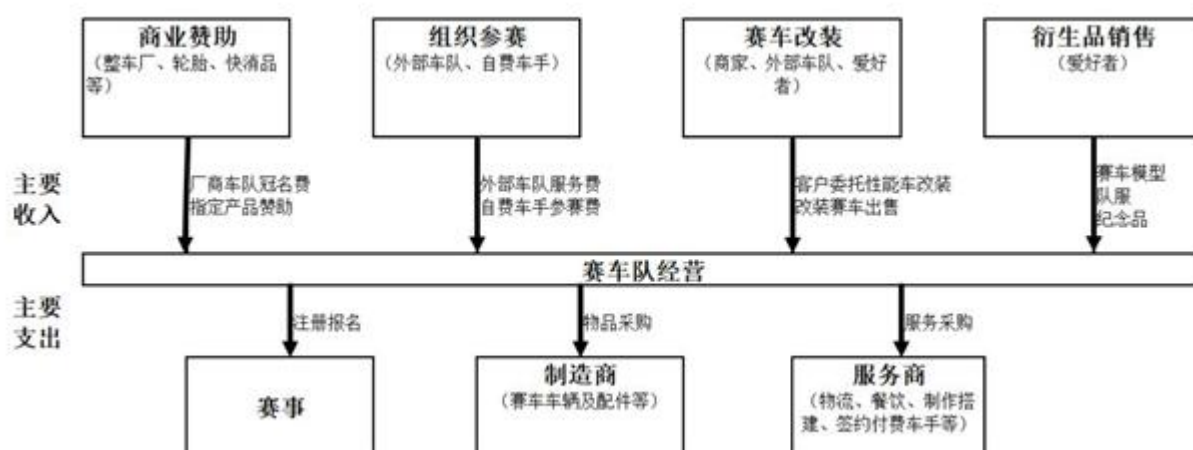 商业赞助
（整车厂、轮胎、快消品
等）
组织参赛
（外部车队、自费车手）
赛车改装
（商家、外部车队、爱好
者）
衍生品销售
（爱好者）
主要
收入
厂商车队冠名费
指定产品赞助
外部车队服务费
自费车手参赛费
客户委托性能车改装
改装赛车出售
赛车模型
队服
纪念品
赛车队经营
主要
支出
注册报名
物品采购
服务采购
赛事
制造商
（赛车车辆及配件等）
服务商
（物流、餐饮、制作搭
建、签约付费车手等）